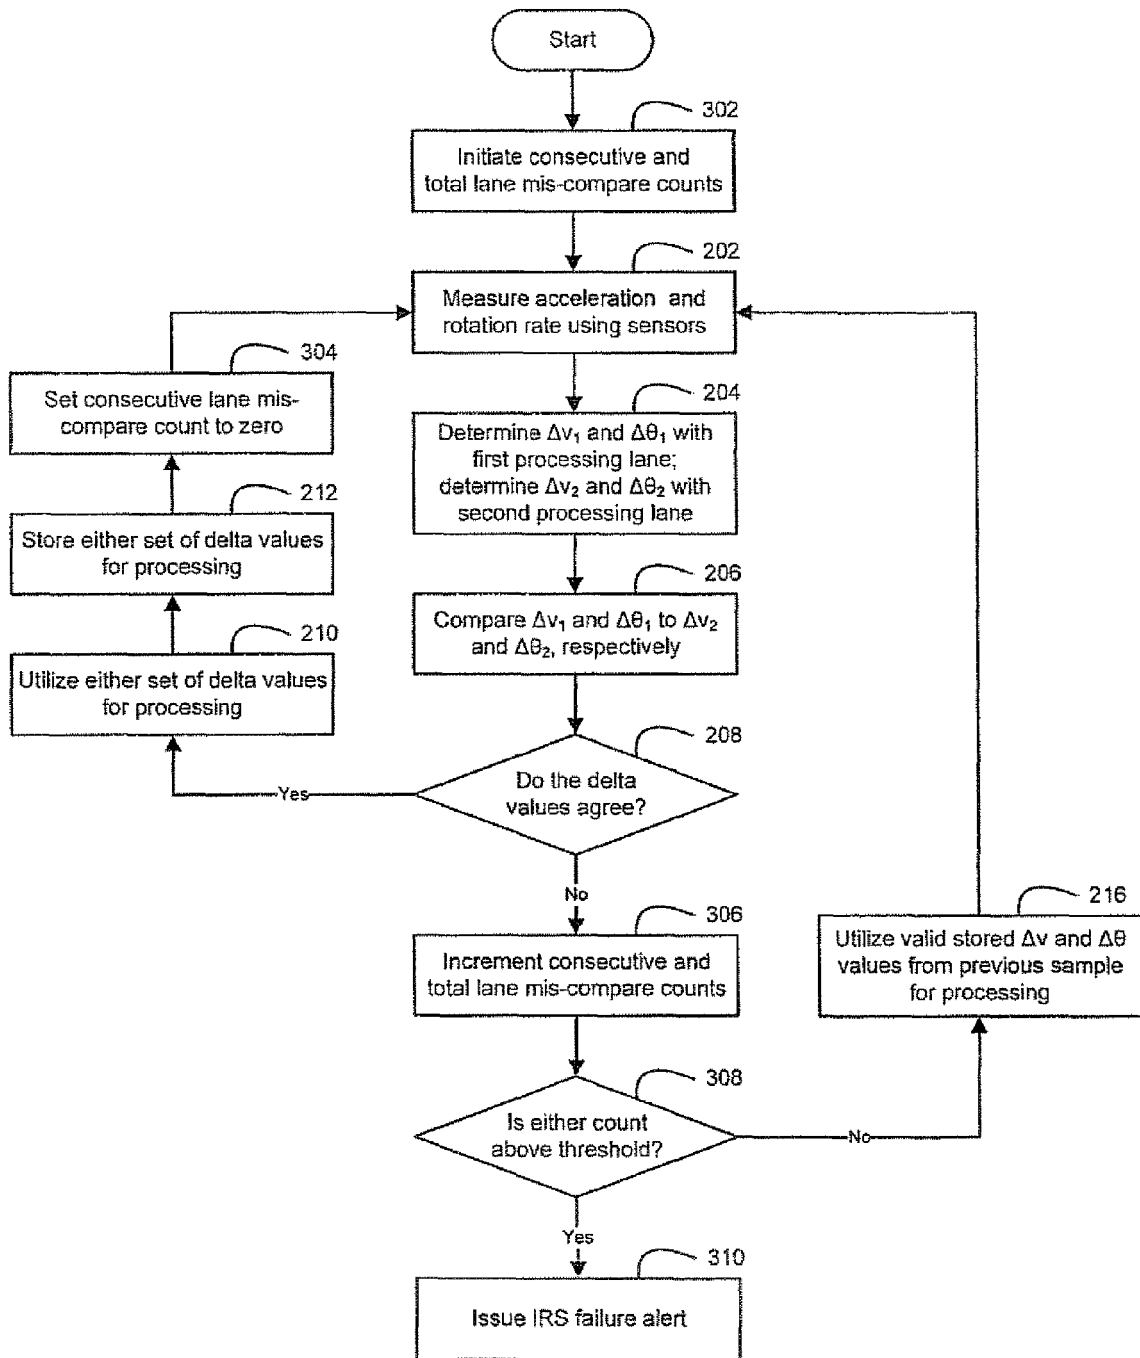 Start
302
Initiate consecutive and
total lane mis-compare counts
202
Measure acceleration and
rotation rate using sensors
304
Set consecutive lane mis-
compare count to zero
204
Determine Δv₁ and Δθ₁ with
first processing lane;
determine Δv₂ and Δθ₂ with
second processing lane
212
Store either set of delta values
for processing
206
Compare Δv₁ and Δθ₁ to Δv₂
and Δθ₂, respectively
210
Utilize either set of delta values
for processing
208
Do the delta
values agree?
Yes
No
306
Increment consecutive and
total lane mis-compare counts
216
Utilize valid stored Δv and Δθ
values from previous sample
for processing
308
Is either count
above threshold?
No
Yes
310
Issue IRS failure alert